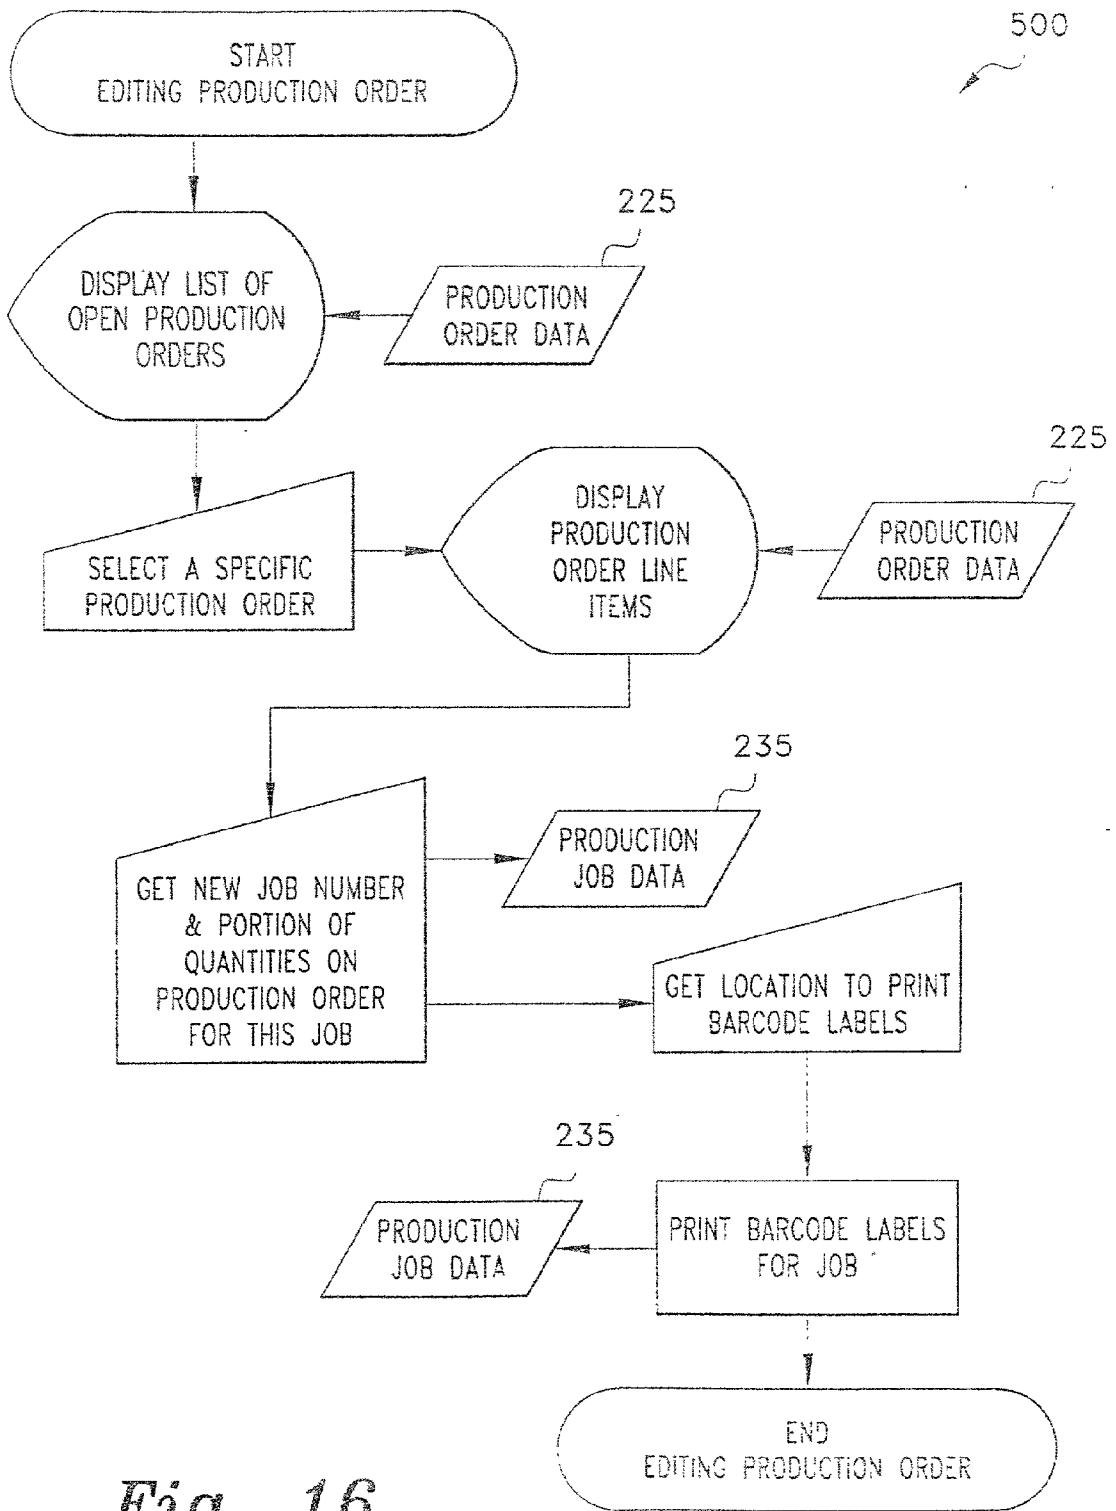 500
START
EDITING PRODUCTION ORDER
225
DISPLAY LIST OF
OPEN PRODUCTION
ORDERS
PRODUCTION
ORDER DATA
225
SELECT A SPECIFIC
PRODUCTION ORDER
DISPLAY
PRODUCTION
ORDER LINE
ITEMS
PRODUCTION
ORDER DATA
235
GET NEW JOB NUMBER
& PORTION OF
QUANTITIES ON
PRODUCTION ORDER
FOR THIS JOB
PRODUCTION
JOB DATA
GET LOCATION TO PRINT
BARCODE LABELS
235
PRODUCTION
JOB DATA
PRINT BARCODE LABELS
FOR JOB
END
EDITING PRODUCTION ORDER
Fig. 16